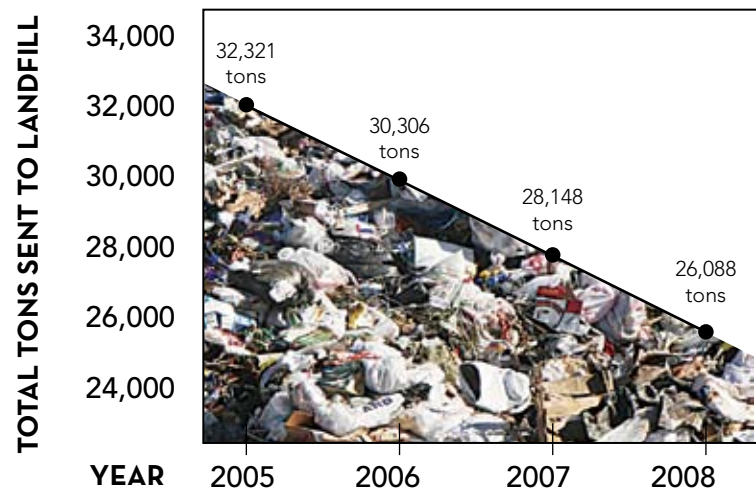 TOTAL TONS SENT TO LANDFILL
34,000
32,000
30,000
28,000
26,000
24,000
32,321
tons
30,306
tons
28,148
tons
26,088
tons
YEAR 2005 2006 2007 2008